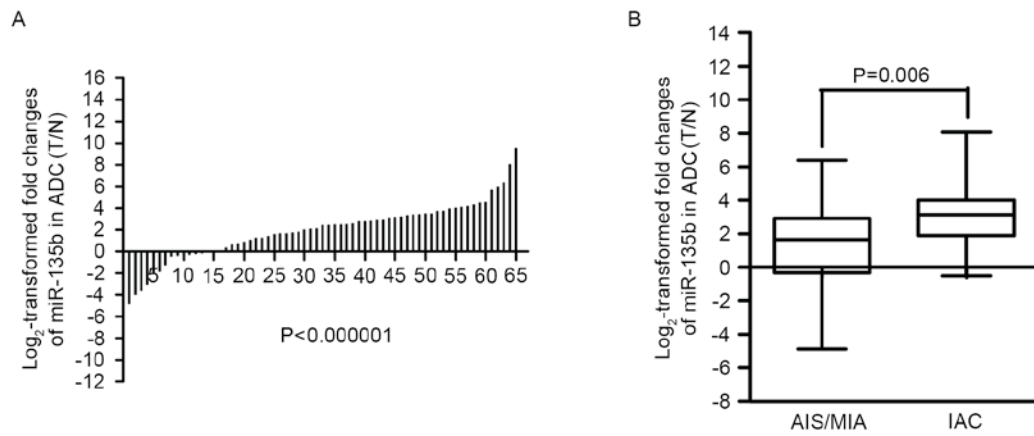 A
Log2-transformed fold changes
of miR-135b in ADC (T/N)
16
14
12
10
8
6
4
2
0
-2
-4
-6
-8
-10
-12
5 10 15 20 25 30 35 40 45 50 55 60 65
P<0.000001
B
Log2-transformed fold changes
of miR-135b in ADC (T/N)
14
12
10
8
6
4
2
0
-2
-4
-6
-8
P=0.006
AIS/MIA IAC